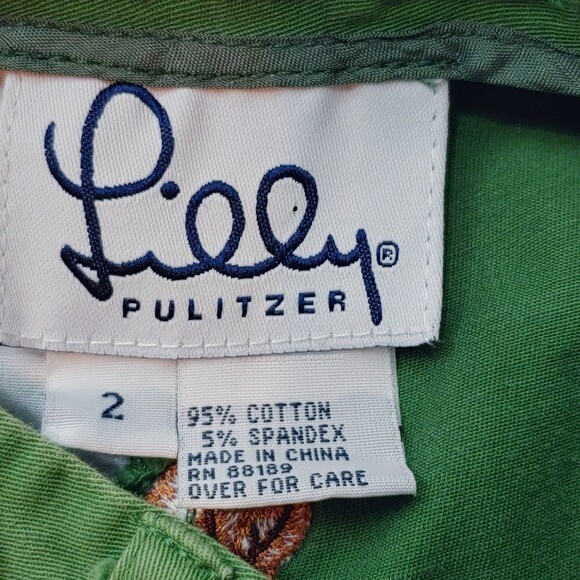 Lilly®
PULITZER
2
95% COTTON
5% SPANDEX
MADE IN CHINA
RN 88189
OVER FOR CARE